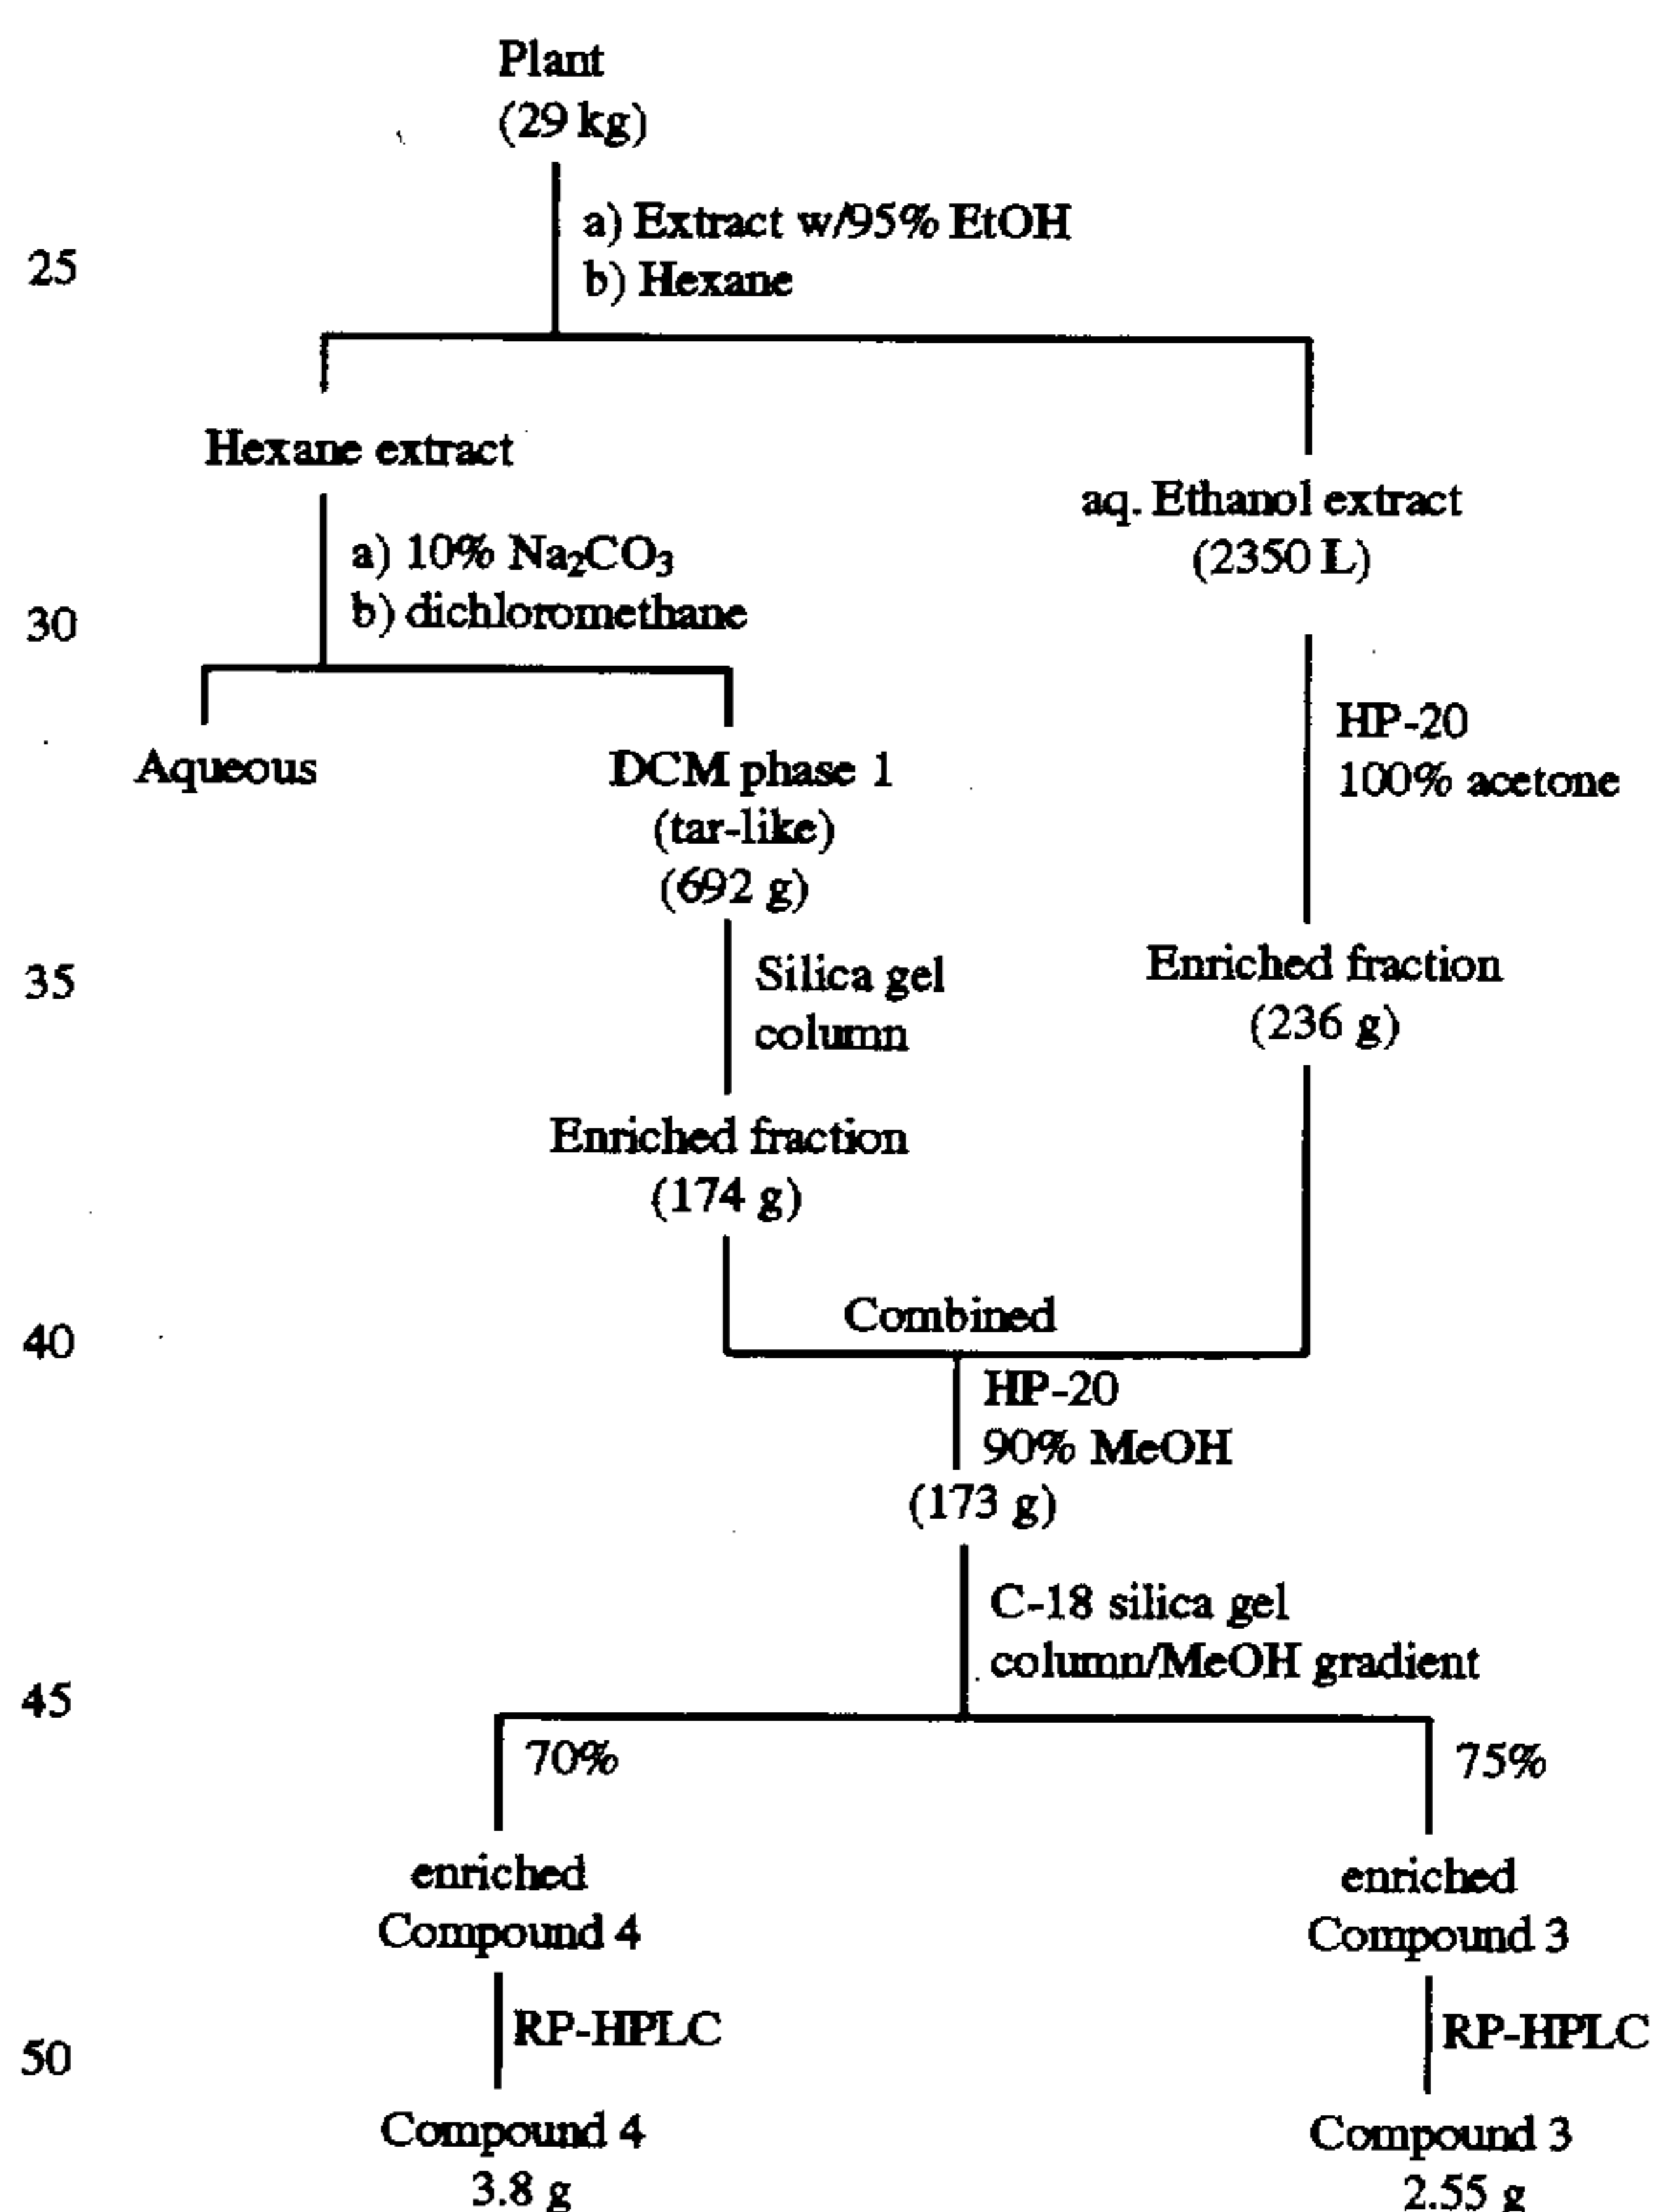 Plant
(29 kg)
a) Extract w/95% EtOH
25
b) Hexane
Hexane extract
aq. Ethanol extract
(2350 L)
a) 10% Na₂CO₃
30
b) dichloromethane
Aqueous
DCM phase 1
(tar-like)
(692 g)
HP-20
100% acetone
35
Silica gel
column
Enriched fraction
(236 g)
Enriched fraction
(174 g)
40
Combined
HP-20
90% MeOH
(173 g)
C-18 silica gel
column/MeOH gradient
45
70%
75%
enriched
Compound 4
enriched
Compound 3
50
RP-HPLC
RP-HPLC
Compound 4
3.8 g
Compound 3
2.55 g